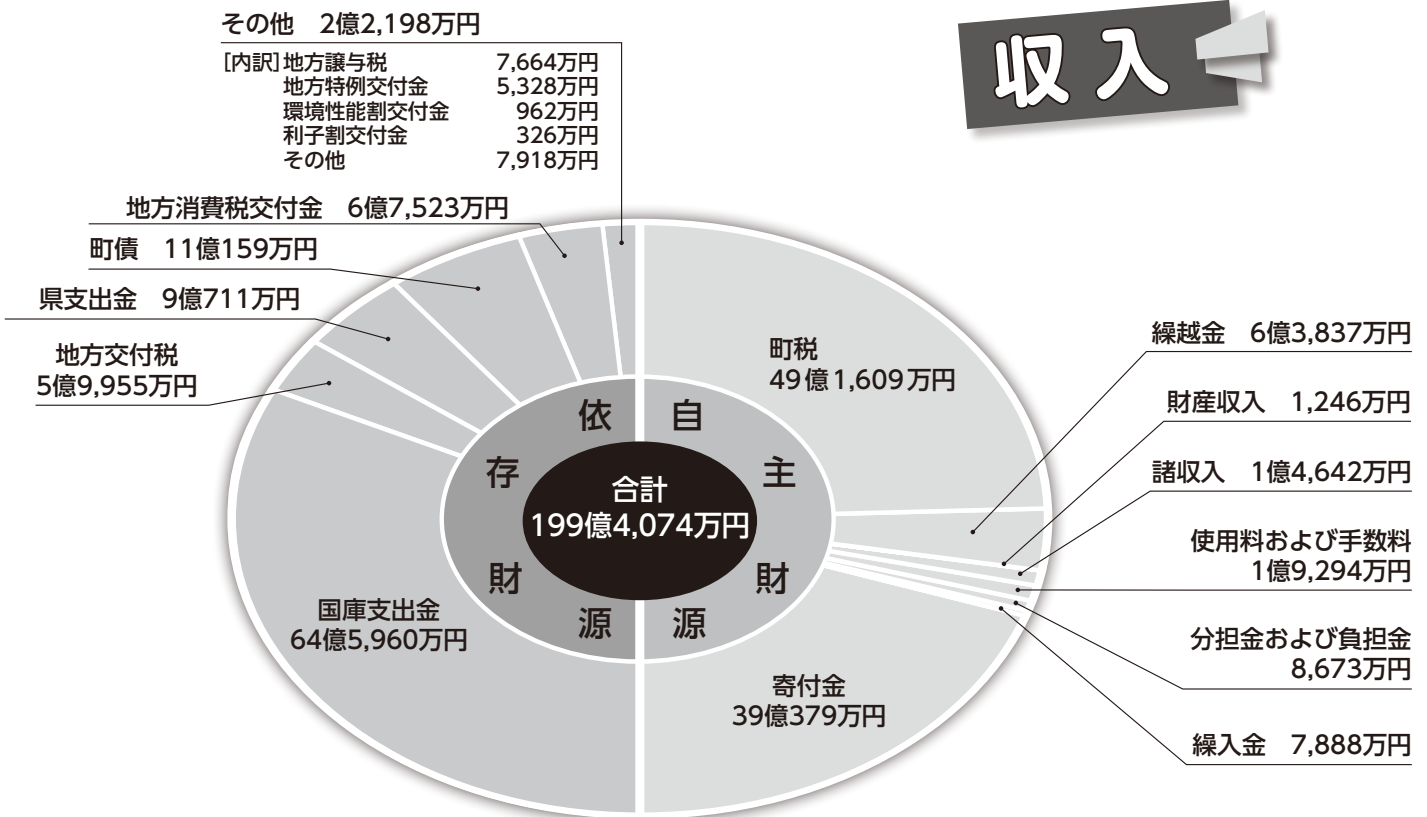 収入
その他 2億2,198万円
[内訳]地方譲与税 7,664万円
地方特例交付金 5,328万円
環境性能割交付金 962万円
利子割交付金 326万円
その他 7,918万円
地方消費税交付金 6億7,523万円
町債 11億159万円
県支出金 9億711万円
地方交付税
5億9,955万円
国庫支出金
64億5,960万円
依存財源
自主財源
合計
199億4,074万円
町税
49億1,609万円
繰越金 6億3,837万円
財産収入 1,246万円
諸収入 1億4,642万円
使用料および手数料
1億9,294万円
分担金および負担金
8,673万円
繰入金 7,888万円
寄付金
39億379万円